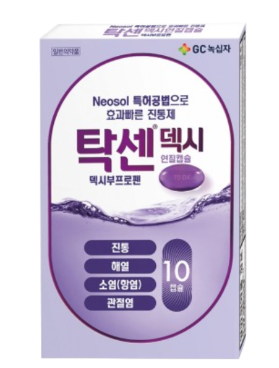 일반의약품
GC녹십자
Neosol 특허공법으로
효과빠른 진통제
탁센® 덱시
연질캡슐
덱시부프로펜
진통
해열
소염(항염)
관절염
10
캡슐